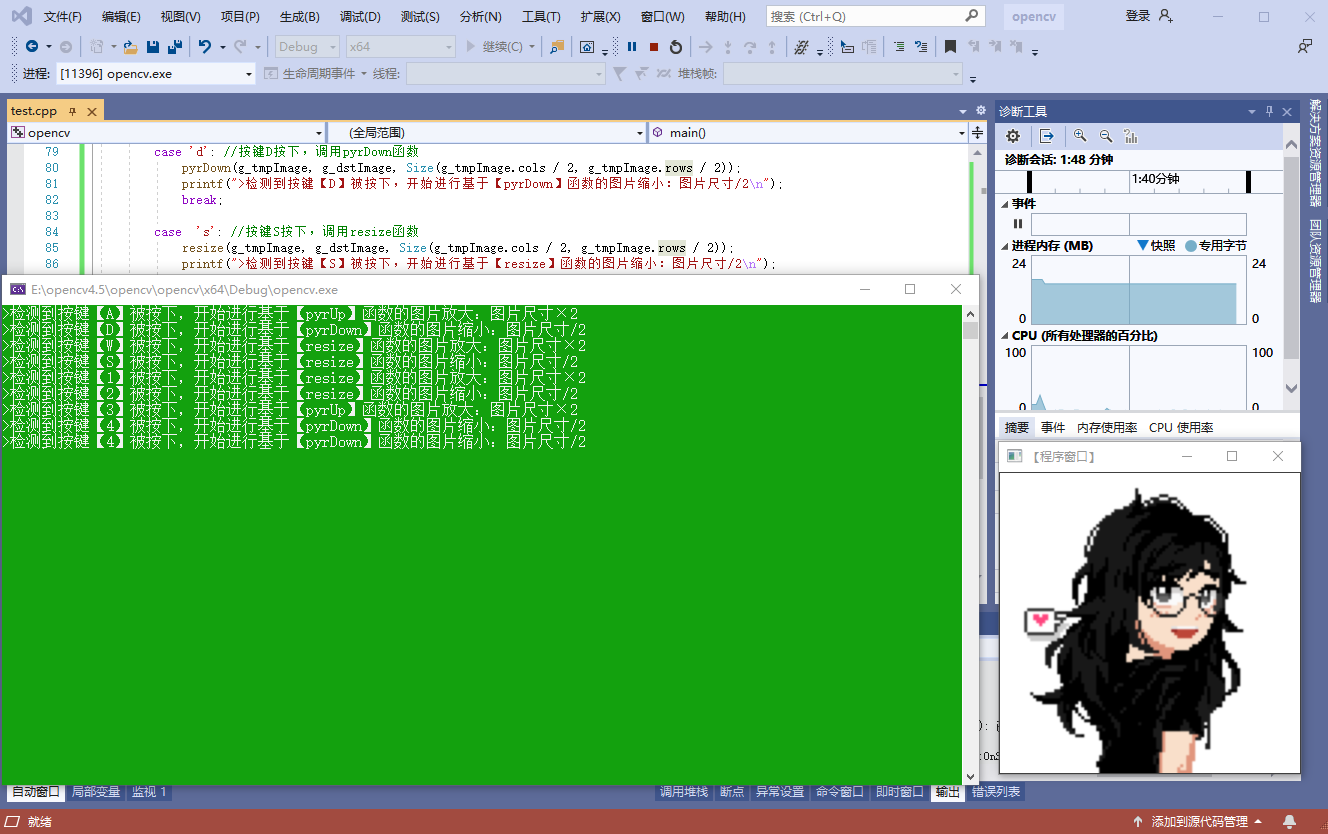 文件(F) 编辑(E) 视图(V) 项目(P) 生成(B) 调试(D) 测试(S) 分析(N) 工具(T) 扩展(X) 窗口(W) 帮助(H) 搜索 (Ctrl+Q) opencv 登录
Debug x64 继续(C)
进程: [11396] opencv.exe 生命周期事件 线程: 堆栈帧:
test.cpp
opencv (全局范围) main()
79 case 'd': //按键D按下，调用pyrDown函数
80 pyrDown(g_tmpImage, g_dstImage, Size(g_tmpImage.cols / 2, g_tmpImage.rows / 2));
81 printf(">检测到按键【D】被按下，开始进行基于【pyrDown】函数的图片缩小：图片尺寸/2\n");
82 break;
83
84 case 's': //按键S按下，调用resize函数
85 resize(g_tmpImage, g_dstImage, Size(g_tmpImage.cols / 2, g_tmpImage.rows / 2));
86 printf(">检测到按键【S】被按下，开始进行基于【resize】函数的图片缩小：图片尺寸/2\n");
E:\opencv4.5\opencv\opencv\x64\Debug\opencv.exe
>检测到按键【A】被按下，开始进行基于【pyrUp】函数的图片放大：图片尺寸×2
>检测到按键【D】被按下，开始进行基于【pyrDown】函数的图片缩小：图片尺寸/2
>检测到按键【W】被按下，开始进行基于【resize】函数的图片放大：图片尺寸×2
>检测到按键【S】被按下，开始进行基于【resize】函数的图片缩小：图片尺寸/2
>检测到按键【1】被按下，开始进行基于【resize】函数的图片放大：图片尺寸×2
>检测到按键【2】被按下，开始进行基于【resize】函数的图片缩小：图片尺寸/2
>检测到按键【3】被按下，开始进行基于【pyrUp】函数的图片放大：图片尺寸×2
>检测到按键【4】被按下，开始进行基于【pyrDown】函数的图片缩小：图片尺寸/2
>检测到按键【4】被按下，开始进行基于【pyrDown】函数的图片缩小：图片尺寸/2
诊断工具
诊断会话: 1:48 分钟
1:40分钟
事件
进程内存 (MB) 快照 专用字节
24 24
0 0
CPU (所有处理器的百分比)
100 100
0 0
摘要 事件 内存使用率 CPU 使用率
【程序窗口】
解决方案资源管理器
团队资源管理器
自动窗口 局部变量 监视 1
调用堆栈 断点 异常设置 命令窗口 即时窗口 输出 错误列表
就绪 添加到源代码管理